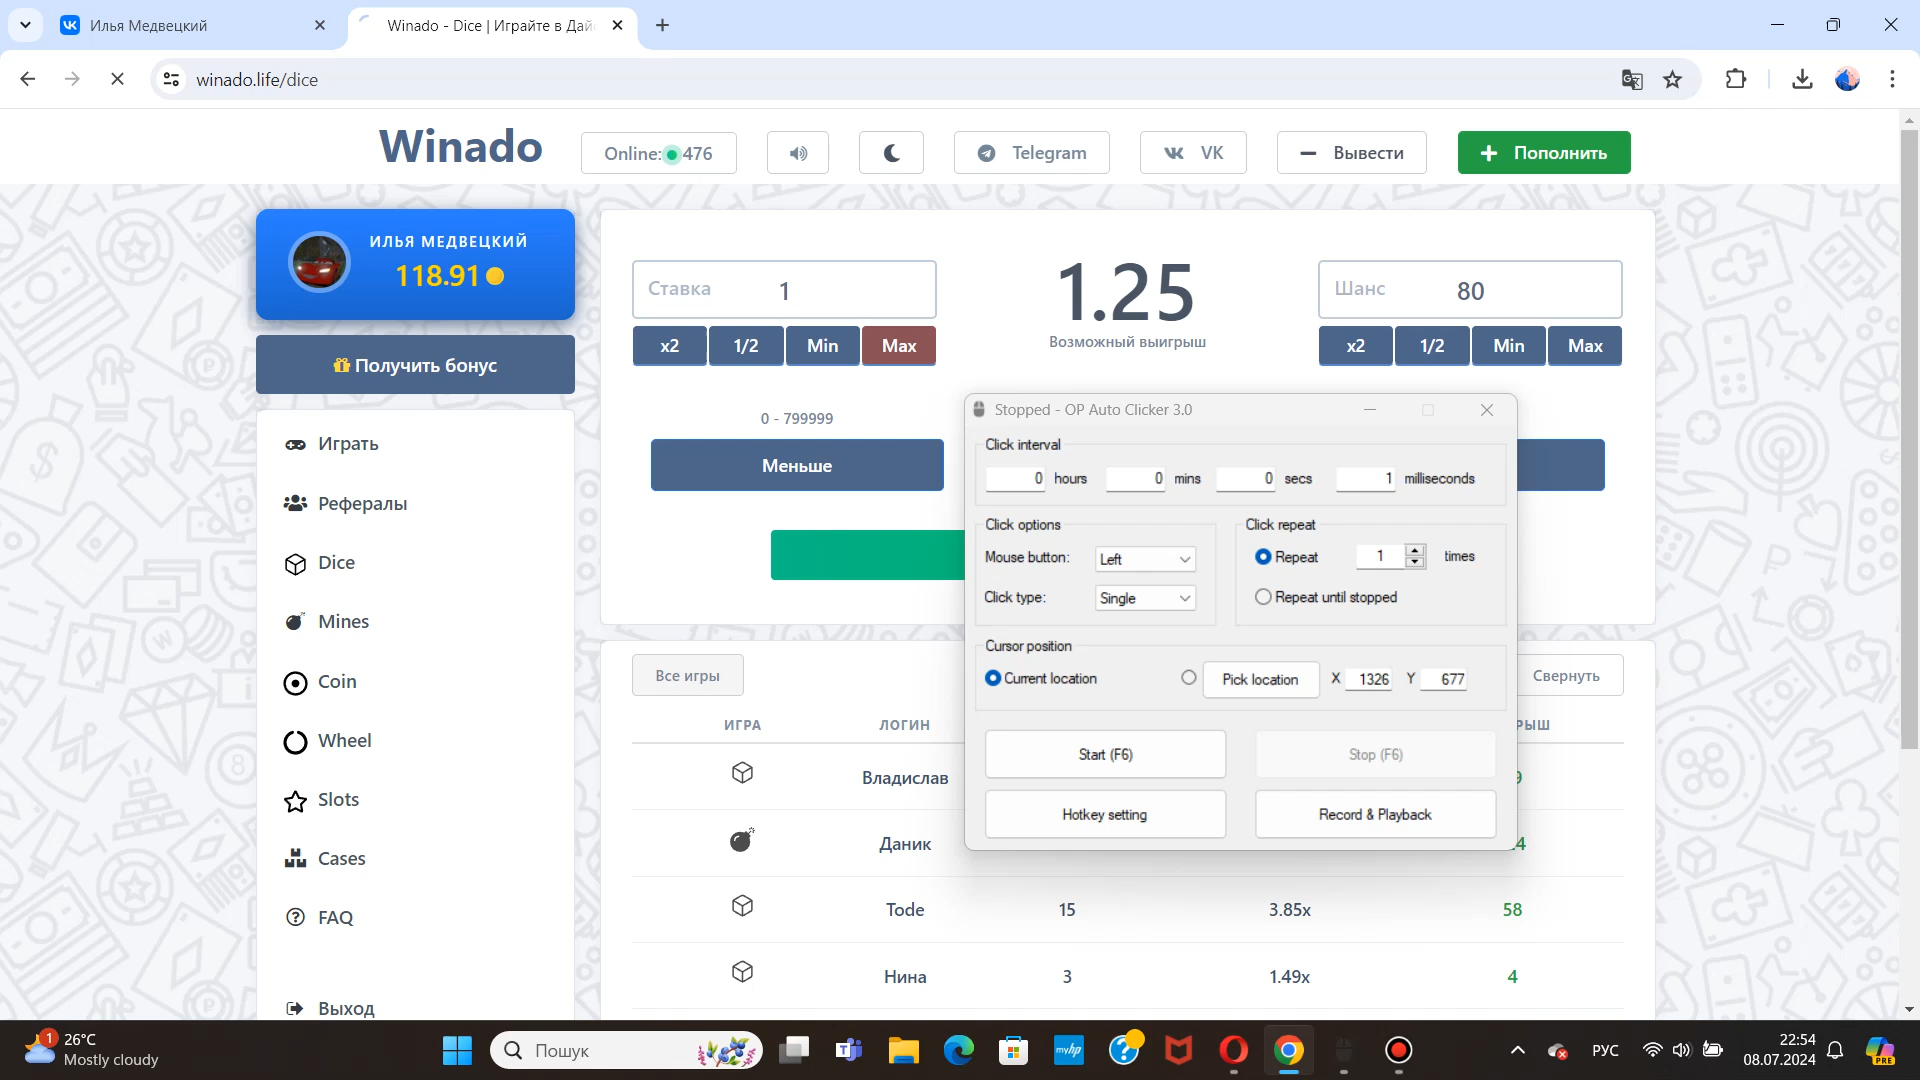 Илья Медвецкий
Winado - Dice | Играйте в Дай
winado.life/dice
Winado
Online: 476
Telegram
VK
Вывести
Пополнить
ИЛЬЯ МЕДВЕЦКИЙ
118.91
Получить бонус
Играть
Рефералы
Dice
Mines
Coin
Wheel
Slots
Cases
FAQ
Выход
Ставка 1
x2 1/2 Min Max
1.25
Возможный выигрыш
Шанс 80
x2 1/2 Min Max
0 - 799999
Меньше
Stopped - OP Auto Clicker 3.0
Click interval
0 hours 0 mins 0 secs 1 milliseconds
Click options
Mouse button: Left
Click type: Single
Click repeat
Repeat 1 times
Repeat until stopped
Cursor position
Current location
Pick location X 1326 Y 677
Start (F6)
Stop (F6)
Hotkey setting
Record & Playback
Все игры
Свернуть
ИГРА ЛОГИН РЫШ
Владислав 9
Даник .4
Tode 15 3.85x 58
Нина 3 1.49x 4
1
26°C
Mostly cloudy
Пошук
myhp
РУС
22:54
08.07.2024
PRE